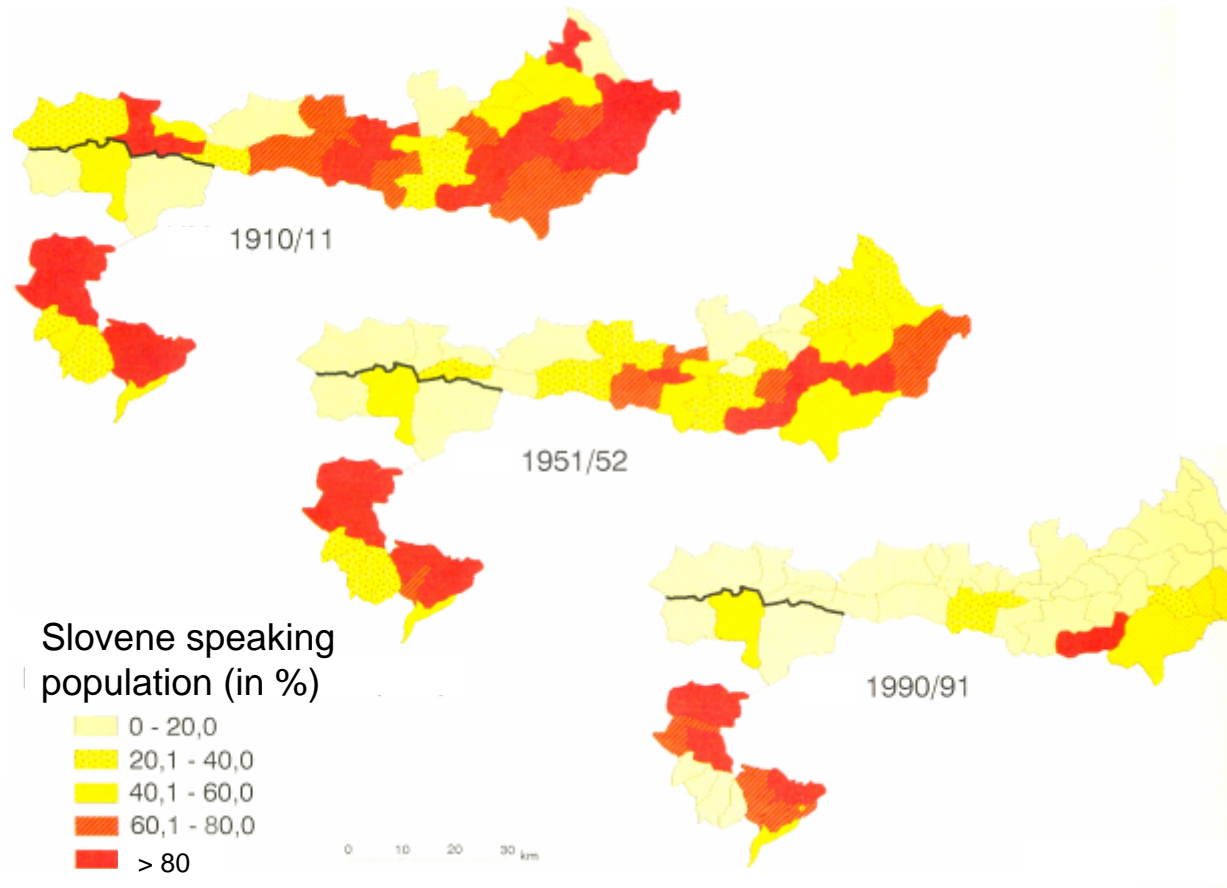 1910/11
1951/52
1990/91
Slovene speaking
population (in %)
0 - 20,0
20,1 - 40,0
40,1 - 60,0
60,1 - 80,0
> 80
0 10 20 30 km